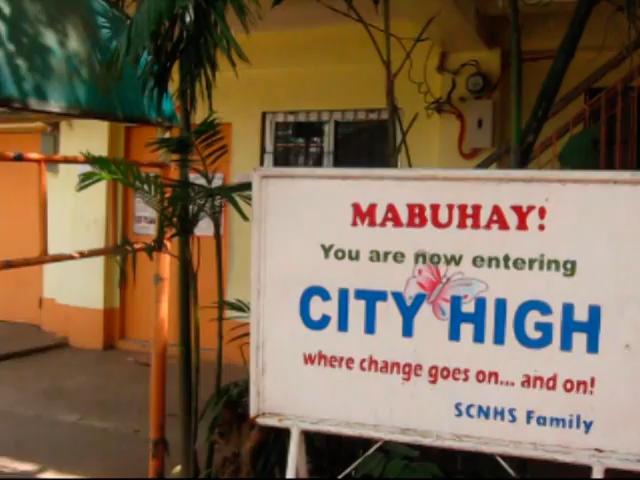 MABUHAY!
You are now entering
CITY HIGH
where change goes on... and on!
SCNHS Family